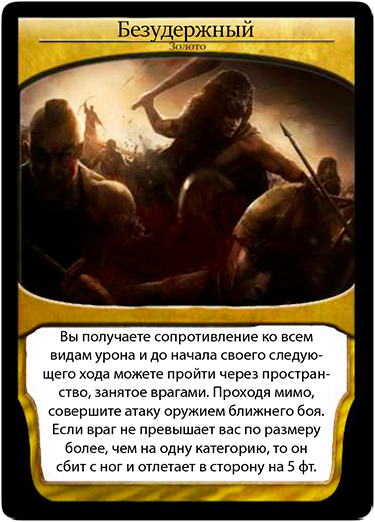 Безудержный
Золото
Вы получаете сопротивление ко всем
видам урона и до начала своего следую-
щего хода можете пройти через простран-
ство, занятое врагами. Проходя мимо,
совершите атаку оружием ближнего боя.
Если враг не превышает вас по размеру
более, чем на одну категорию, то он
сбит с ног и отлетает в сторону на 5 фт.